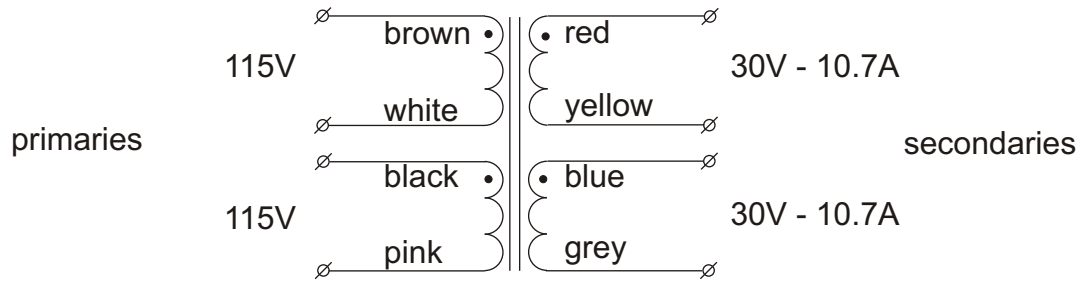 brown
red
115V
30V - 10.7A
white
yellow
primaries
secondaries
black
blue
115V
30V - 10.7A
pink
grey